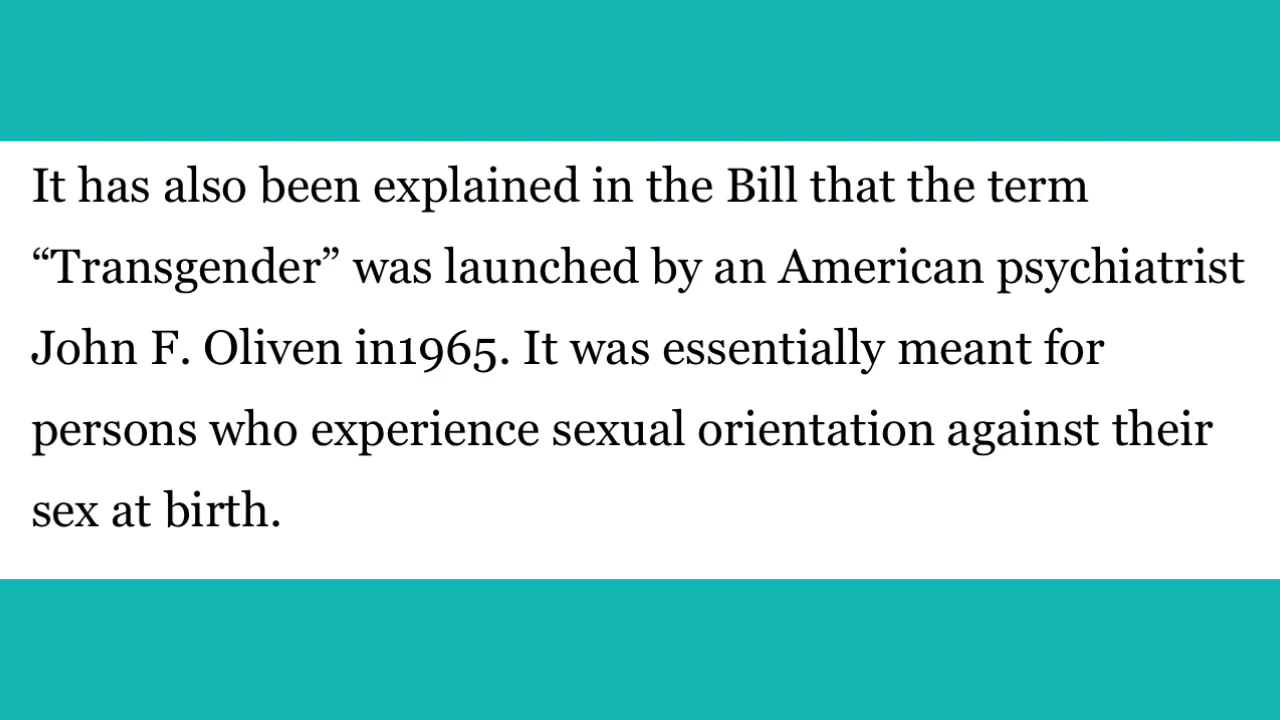 It has also been explained in the Bill that the term
“Transgender” was launched by an American psychiatrist
John F. Oliven in1965. It was essentially meant for
persons who experience sexual orientation against their
sex at birth.